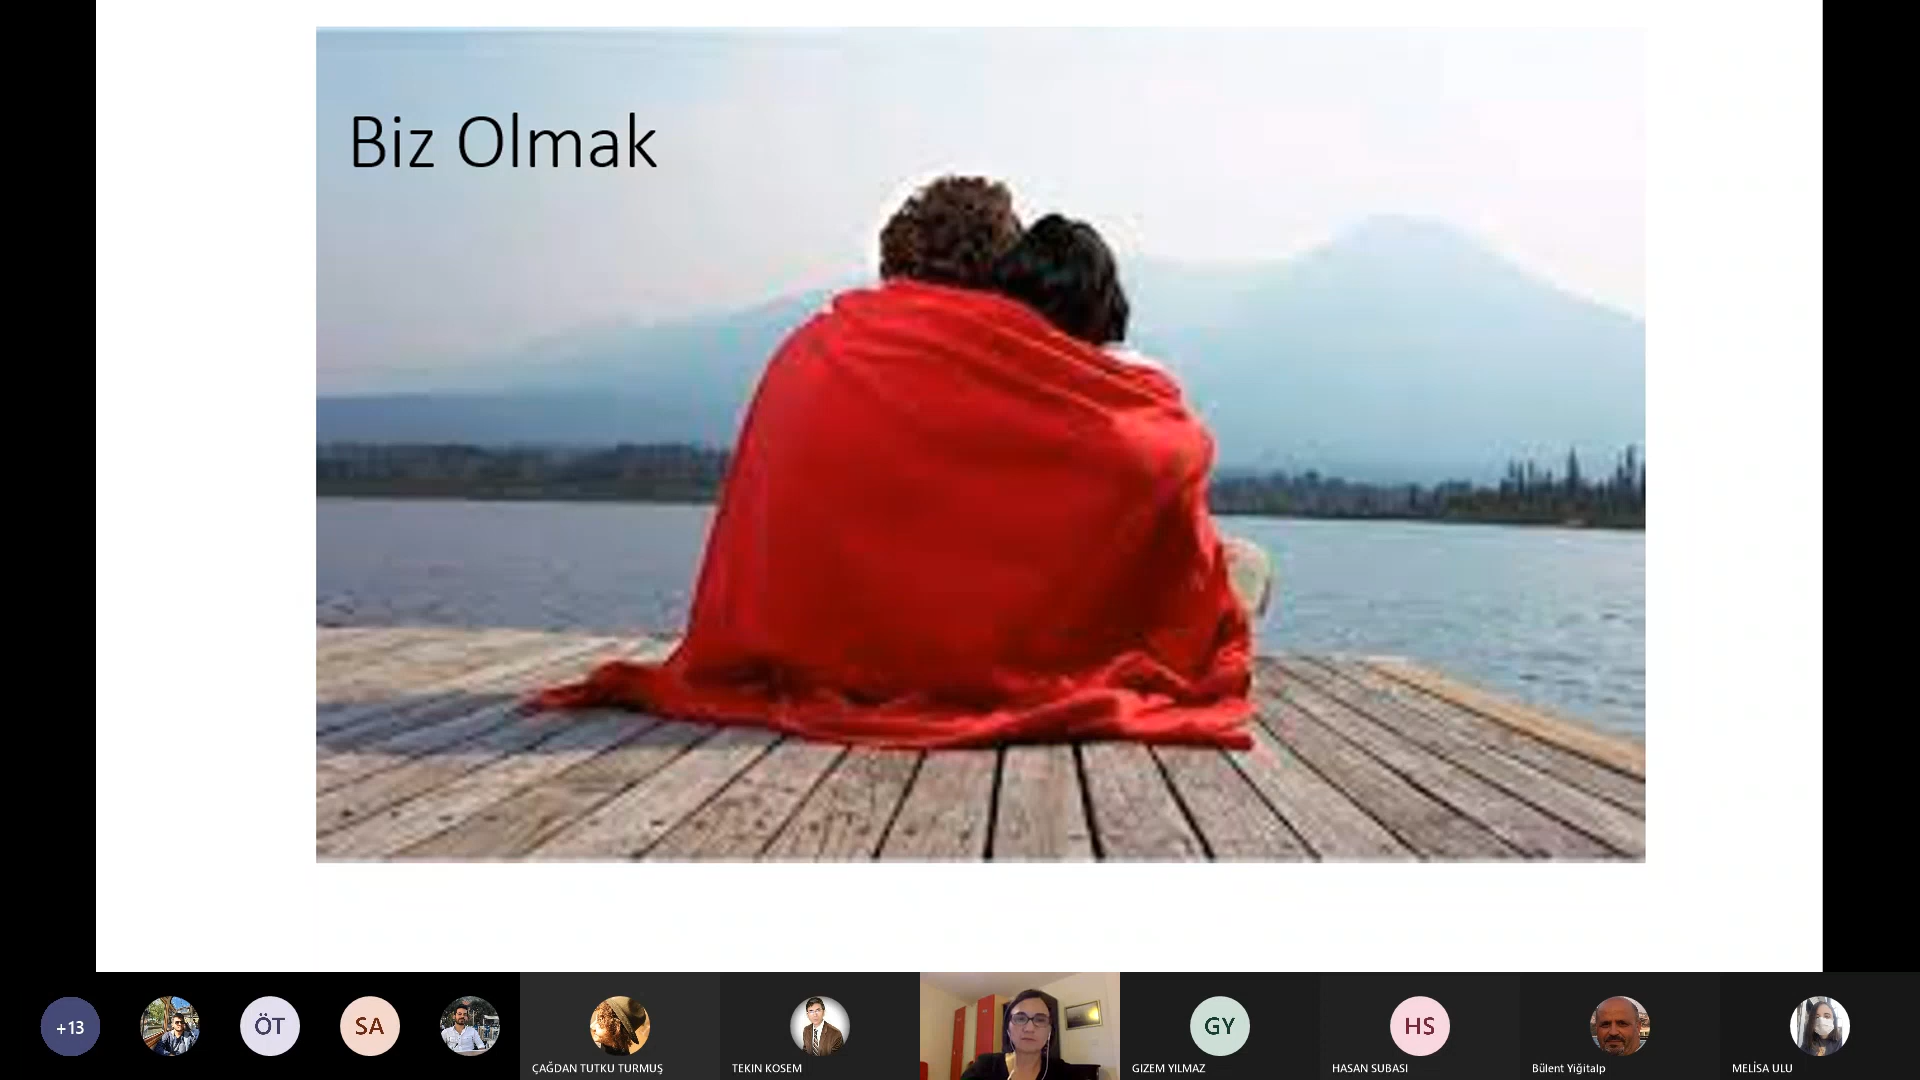 Biz Olmak
+13
ÖT
SA
ÇAĞDAN TUTKU TURMUŞ
TEKIN KOSEM
GY
GIZEM YILMAZ
HS
HASAN SUBASI
Bülent Yiğitalp
MELİSA ULU